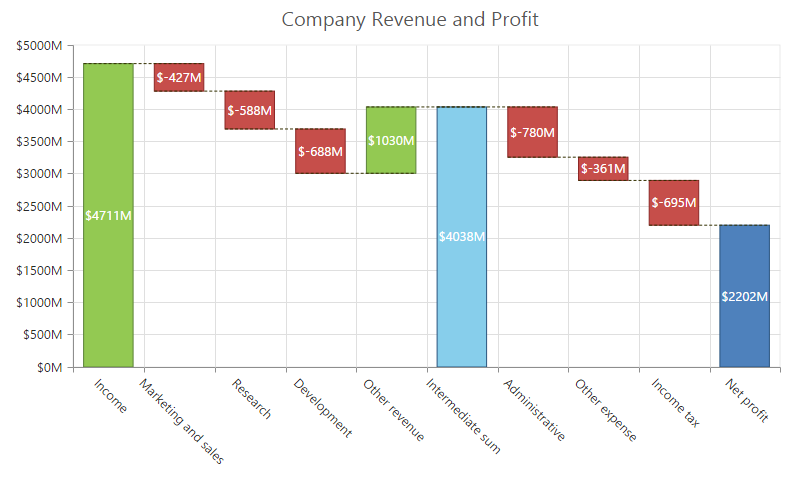 Company Revenue and Profit
$5000M
$4500M
$4000M
$3500M
$3000M
$2500M
$2000M
$1500M
$1000M
$500M
$0M
$4711M
$-427M
$-588M
$-688M
$1030M
$4038M
$-780M
$-361M
$-695M
$2202M
Income
Marketing and sales
Research
Development
Other revenue
Intermediate sum
Administrative
Other expense
Income tax
Net profit